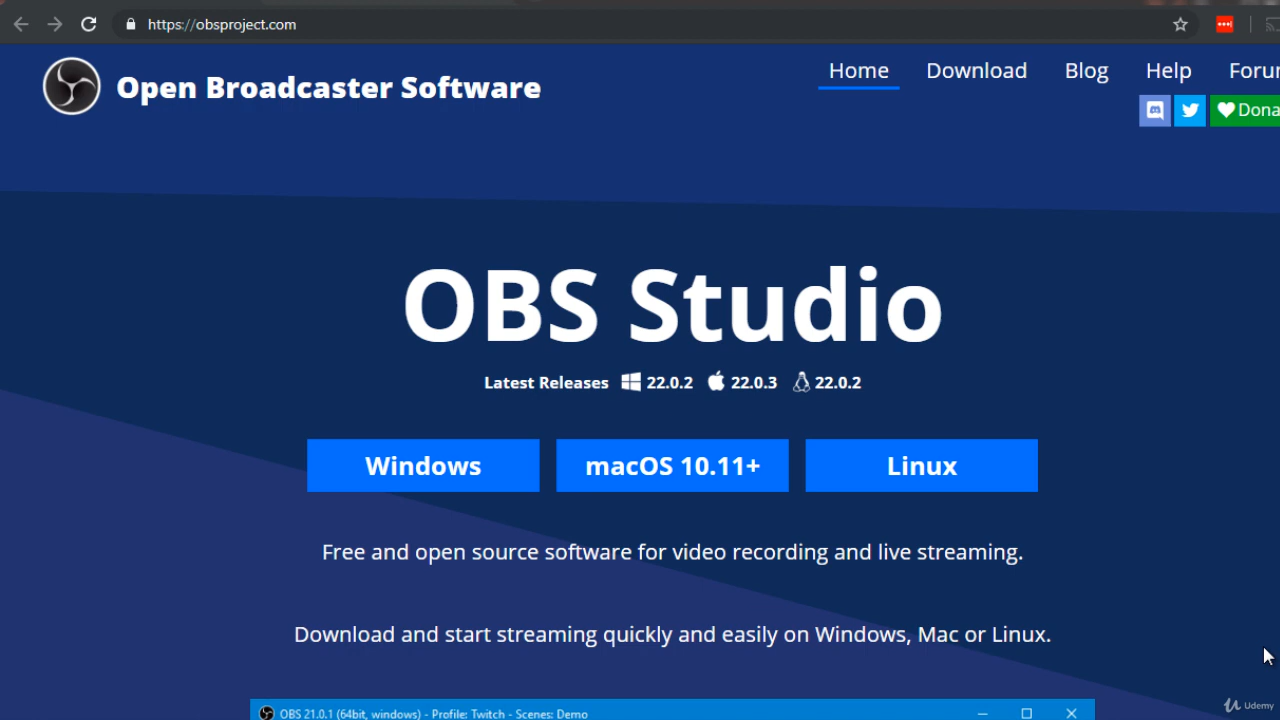 https://obsproject.com
Open Broadcaster Software
Home Download Blog Help Forum
Dona
OBS Studio
Latest Releases 22.0.2 22.0.3 22.0.2
Windows macOS 10.11+ Linux
Free and open source software for video recording and live streaming.
Download and start streaming quickly and easily on Windows, Mac or Linux.
OBS 21.0.1 (64bit, windows) - Profile: Twitch - Scenes: Demo
Udemy